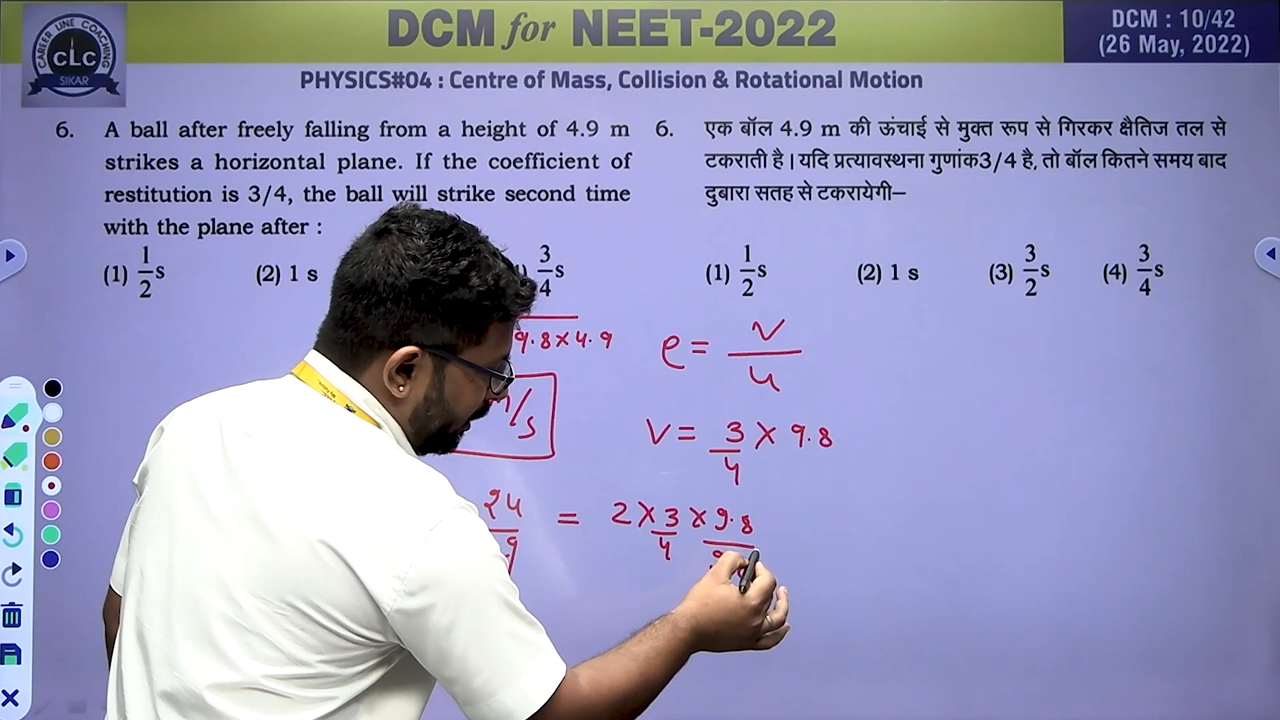 DCM for NEET-2022
DCM : 10/42
(26 May, 2022)
CAREER LINE COACHING
CLC
SIKAR
PHYSICS#04 : Centre of Mass, Collision & Rotational Motion
6. A ball after freely falling from a height of 4.9 m
strikes a horizontal plane. If the coefficient of
restitution is 3/4, the ball will strike second time
with the plane after :
(1) 1/2 s (2) 1 s 3/4 s
6. एक बॉल 4.9 m की ऊंचाई से मुक्त रूप से गिरकर क्षैतिज तल से
टकराती है। यदि प्रत्यावस्थना गुणांक3/4 है, तो बॉल कितने समय बाद
दुबारा सतह से टकरायेगी–
(1) 1/2 s (2) 1 s (3) 3/2 s (4) 3/4 s
9.8 × 4.9
m/s
e = v/u
v = 3/4 × 9.8
2u/g = 2 × 3/4 × 9.8